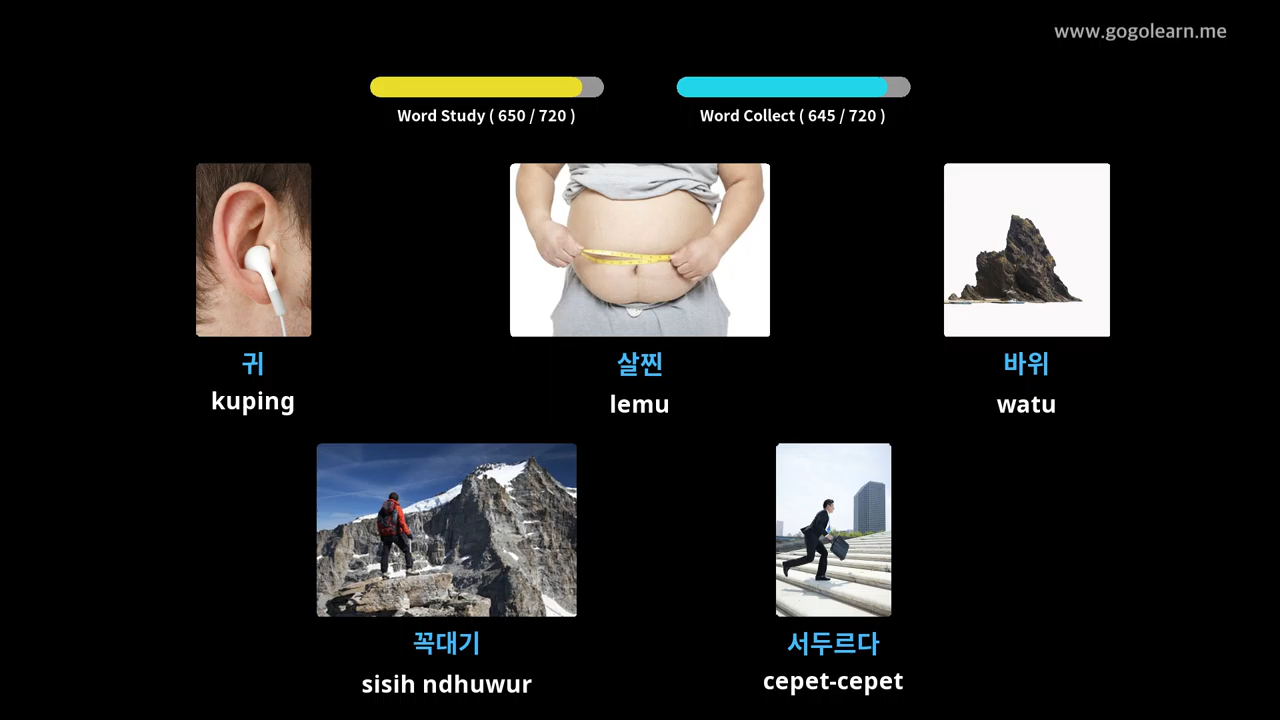 www.gogolearn.me
Word Study ( 650 / 720 )
Word Collect ( 645 / 720 )
귀
kuping
살찐
lemu
바위
watu
꼭대기
sisih ndhuwur
서두르다
cepet-cepet